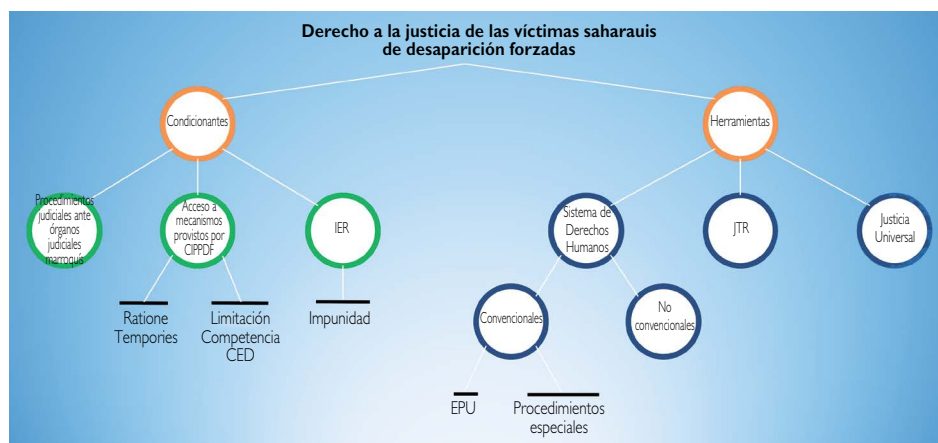 Derecho a la justicia de las víctimas saharauis
de desaparición forzadas
Condicionantes
Herramientas
Procedimientos
judiciales ante
órganos
judiciales
marroquís
Acceso a
mecanismos
provistos por
CIPPDF
IER
Sistema de
Derechos
Humanos
JTR
Justicia
Universal
Ratione
Tempories
Limitación
Competencia
CED
Impunidad
Convencionales
No
convencionales
EPU
Procedimientos
especiales